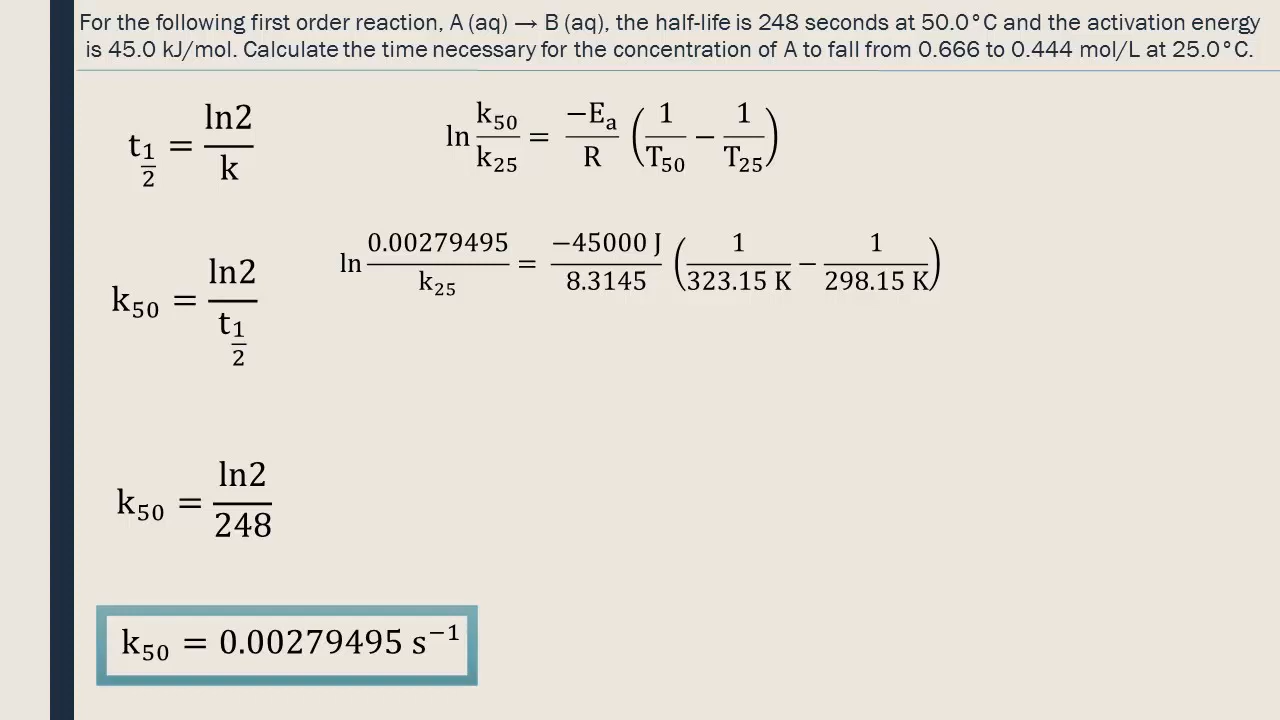 For the following first order reaction, A (aq) → B (aq), the half-life is 248 seconds at 50.0°C and the activation energy
is 45.0 kJ/mol. Calculate the time necessary for the concentration of A to fall from 0.666 to 0.444 mol/L at 25.0°C.
t_{1/2} = ln2/k
ln k₅₀/k₂₅ = −Eₐ/R (1/T₅₀ − 1/T₂₅)
k₅₀ = ln2/t_{1/2}
ln 0.00279495/k₂₅ = −45000 J/8.3145 (1/323.15 K − 1/298.15 K)
k₅₀ = ln2/248
k₅₀ = 0.00279495 s⁻¹